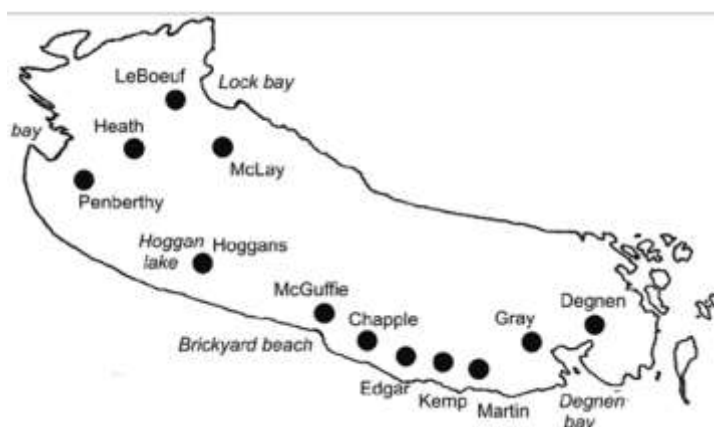 LeBoeuf
Lock bay
bay
Heath
McLay
Penberthy
Hoggan
lake
Hoggans
McGuffie
Degnen
Chapple
Gray
Brickyard beach
Edgar
Kemp
Martin
Degnen
bay